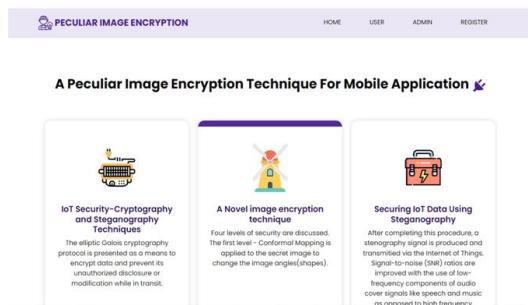 PECULIAR IMAGE ENCRYPTION
HOME USER ADMIN REGISTER
A Peculiar Image Encryption Technique For Mobile Application
IoT Security-Cryptography
and Steganography
Techniques
The elliptic Galois cryptography
protocol is presented as a means to
encrypt data and prevent its
unauthorized disclosure or
modification while in transit.
A Novel image encryption
technique
Four levels of security are discussed.
The first level - Conformal Mapping is
applied to the secret image to
change the image angles(shapes).
Securing IoT Data Using
Steganography
After completing this procedure, a
stenography signal is produced and
transmitied via the Internet of Things.
Signal-to-noise (SNR) ratios are
improved with the use of low-
frequency components of audio
cover signals like speech and music
as opposed to high frequency